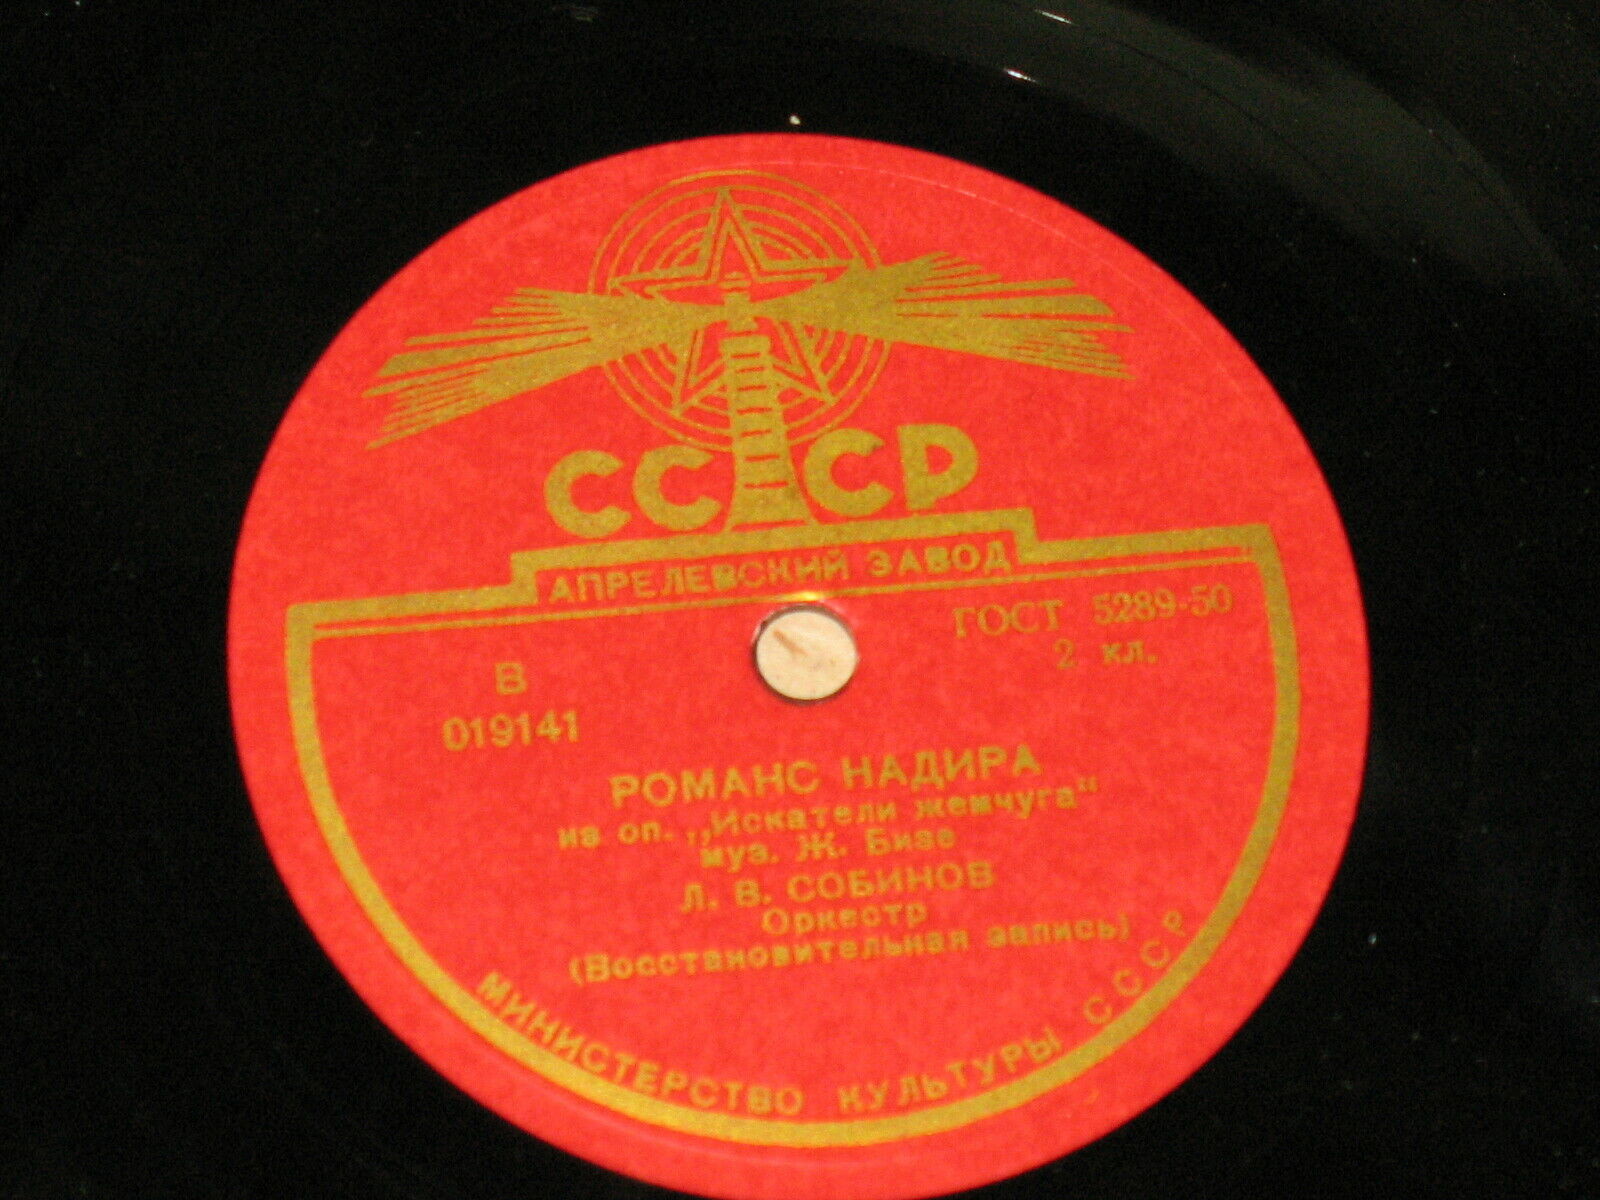 СССР
АПРЕЛЕВСКИЙ ЗАВОД
ГОСТ 5289-50
2 кл.
В
019141
РОМАНС НАДИРА
из оп. „Искатели жемчуга“
муз. Ж. Бизе
Л. В. СОБИНОВ
Оркестр
(Восстановительная запись)
МИНИСТЕРСТВО КУЛЬТУРЫ СССР